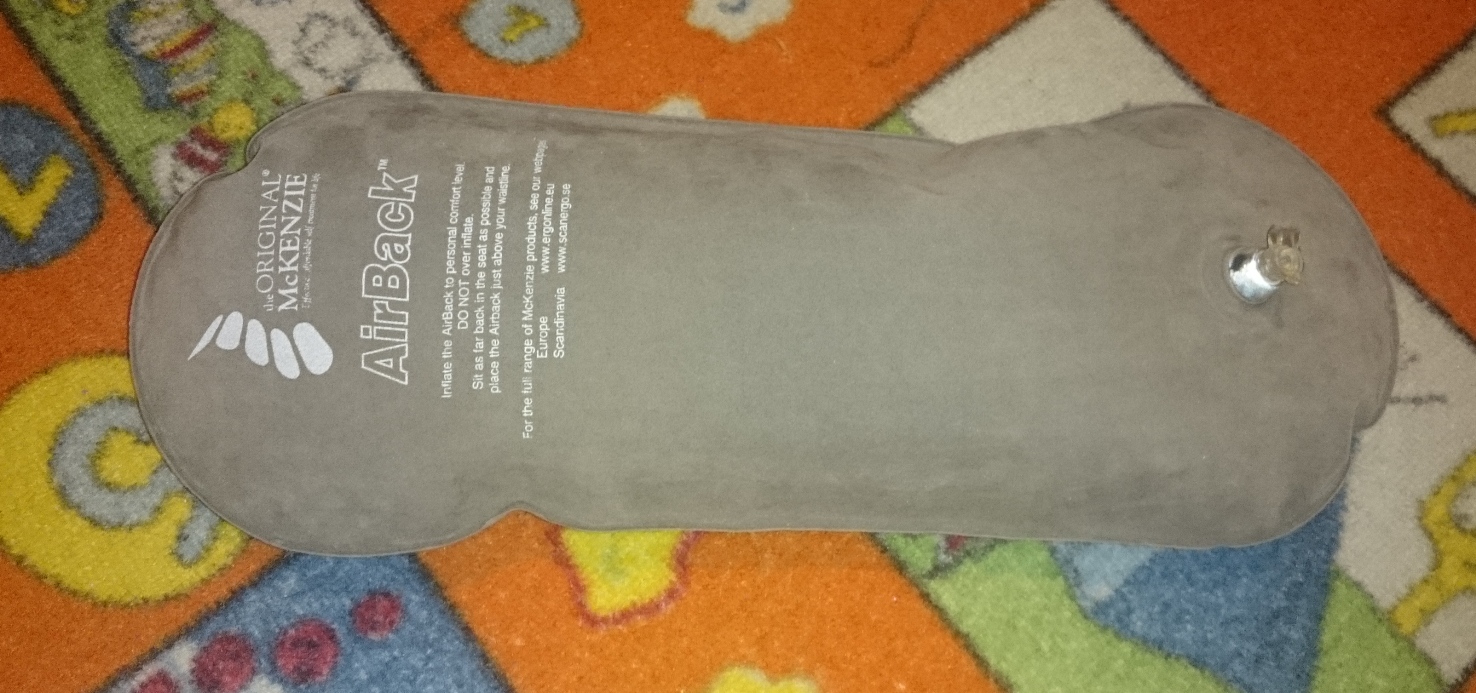 the ORIGINAL®
McKENZIE
AirBack™
Inflate the AirBack to personal comfort level.
DO NOT over inflate.
Sit as far back in the seat as possible and
place the Airback just above your waistline.
For the full range of McKenzie products, see our webpage:
Europe www.ergonline.eu
Scandinavia www.scanergo.se